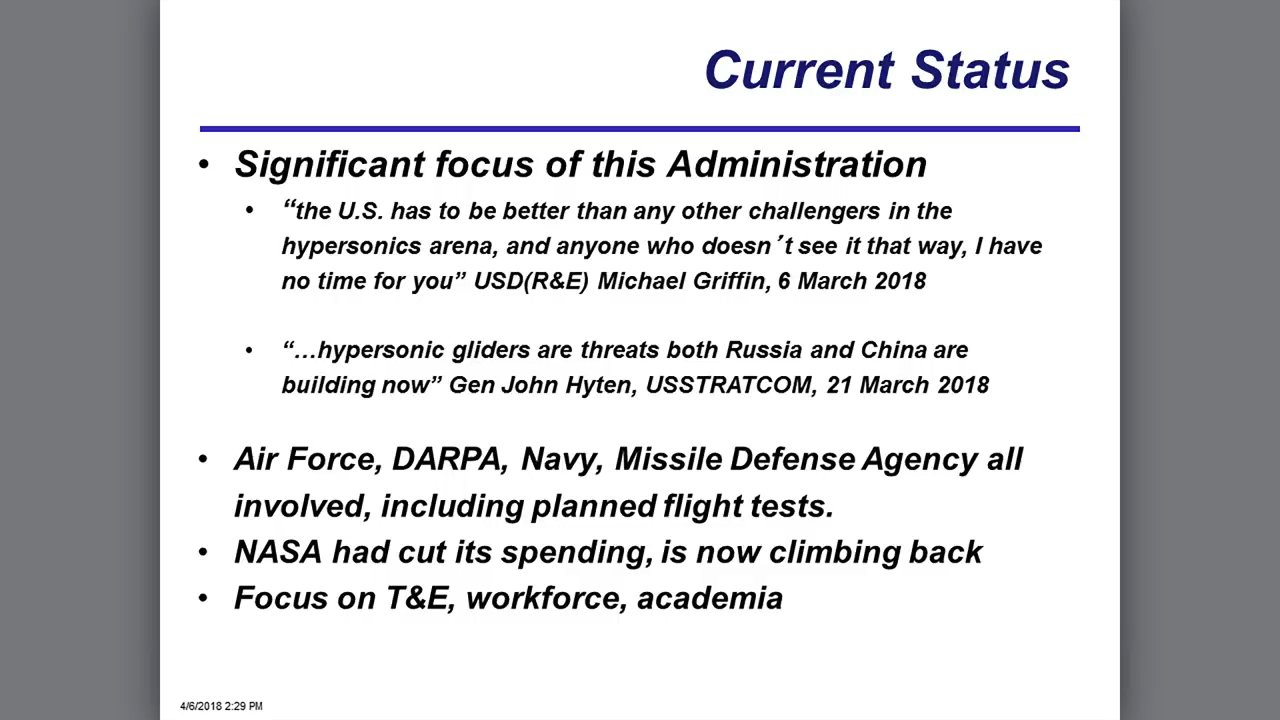 Current Status
• Significant focus of this Administration
• “the U.S. has to be better than any other challengers in the
hypersonics arena, and anyone who doesn’t see it that way, I have
no time for you” USD(R&E) Michael Griffin, 6 March 2018
• “…hypersonic gliders are threats both Russia and China are
building now” Gen John Hyten, USSTRATCOM, 21 March 2018
• Air Force, DARPA, Navy, Missile Defense Agency all
involved, including planned flight tests.
• NASA had cut its spending, is now climbing back
• Focus on T&E, workforce, academia
4/6/2018 2:29 PM